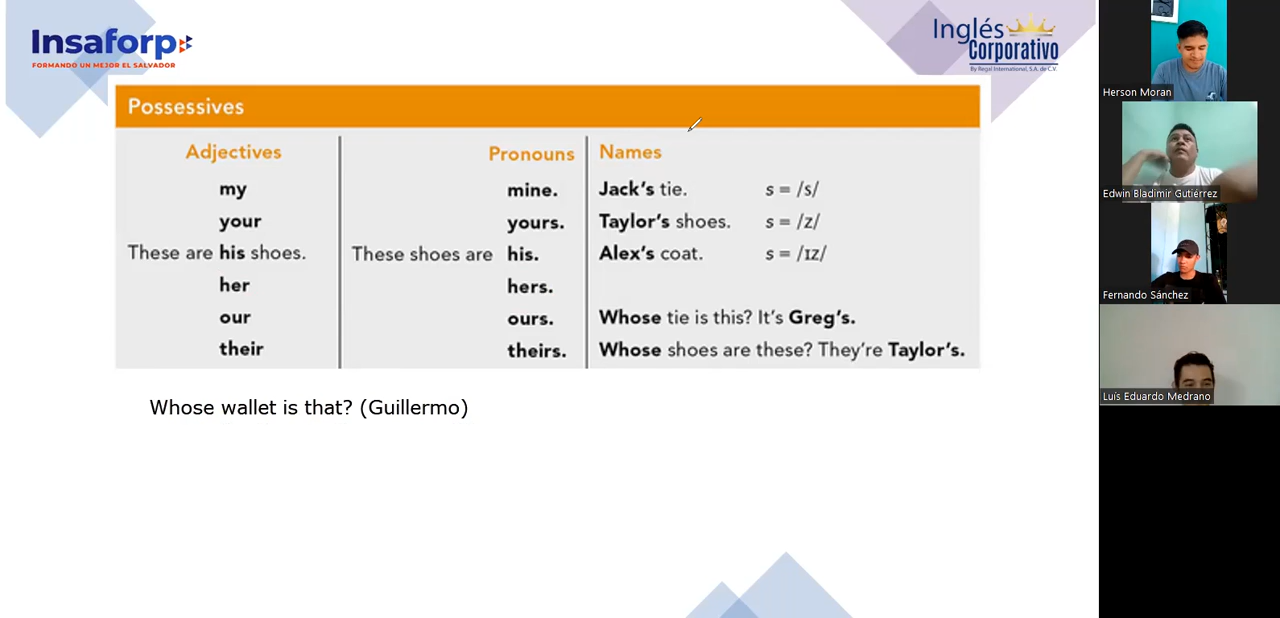 Insaforp
FORMANDO UN MEJOR EL SALVADOR
Inglés
Corporativo
By Regal International, S.A. de C.V.
Possessives
Adjectives
my
your
These are his shoes.
her
our
their
Pronouns
mine.
yours.
These shoes are his.
hers.
ours.
theirs.
Names
Jack's tie. s = /s/
Taylor's shoes. s = /z/
Alex's coat. s = /ɪz/
Whose tie is this? It's Greg's.
Whose shoes are these? They're Taylor's.
Whose wallet is that? (Guillermo)
Herson Moran
Edwin Bladimir Gutiérrez
Fernando Sánchez
Luis Eduardo Medrano